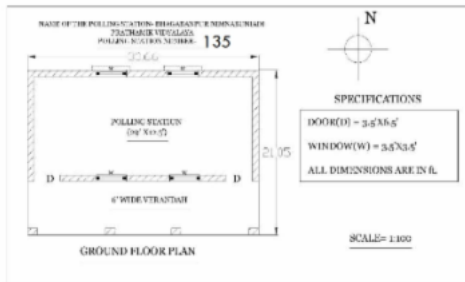 NAME OF THE POLLING STATION- BHAGABANPUR NIMNABUNIADI
PRATHAMIK VIDYALAYA
POLLING STATION NUMBER- 135
N
30.66
W W
POLLING STATION
21.05
W W
D D
6' WIDE VERANDAH
GROUND FLOOR PLAN
SPECIFICATIONS
DOOR(D) = 3.5'X6.5'
WINDOW(W) = 3.5'X3.5'
ALL DIMENSIONS ARE IN ft.
SCALE= 1:100